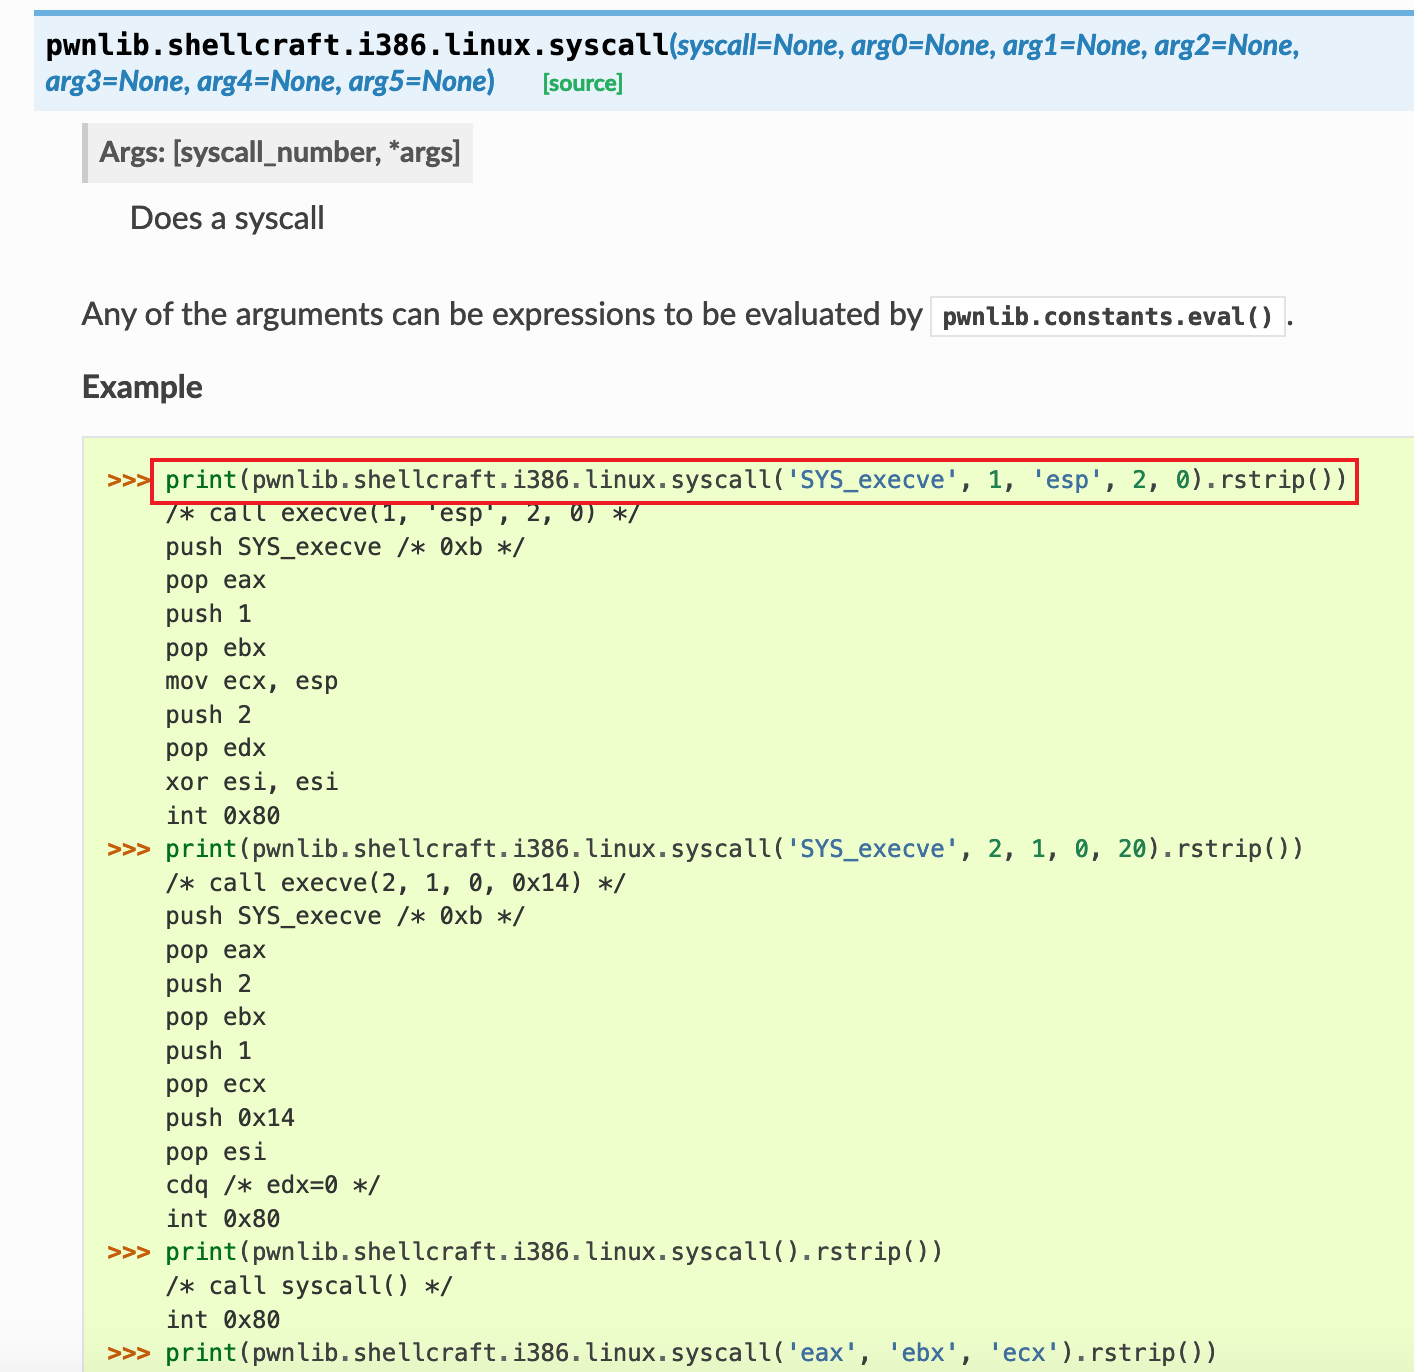 pwnlib.shellcraft.i386.linux.syscall(syscall=None, arg0=None, arg1=None, arg2=None,
arg3=None, arg4=None, arg5=None) [source]
Args: [syscall_number, *args]
Does a syscall
Any of the arguments can be expressions to be evaluated by pwnlib.constants.eval().
Example
>>> print(pwnlib.shellcraft.i386.linux.syscall('SYS_execve', 1, 'esp', 2, 0).rstrip())
/* call execve(1, 'esp', 2, 0) */
push SYS_execve /* 0xb */
pop eax
push 1
pop ebx
mov ecx, esp
push 2
pop edx
xor esi, esi
int 0x80
>>> print(pwnlib.shellcraft.i386.linux.syscall('SYS_execve', 2, 1, 0, 20).rstrip())
/* call execve(2, 1, 0, 0x14) */
push SYS_execve /* 0xb */
pop eax
push 2
pop ebx
push 1
pop ecx
push 0x14
pop esi
cdq /* edx=0 */
int 0x80
>>> print(pwnlib.shellcraft.i386.linux.syscall().rstrip())
/* call syscall() */
int 0x80
>>> print(pwnlib.shellcraft.i386.linux.syscall('eax', 'ebx', 'ecx').rstrip())